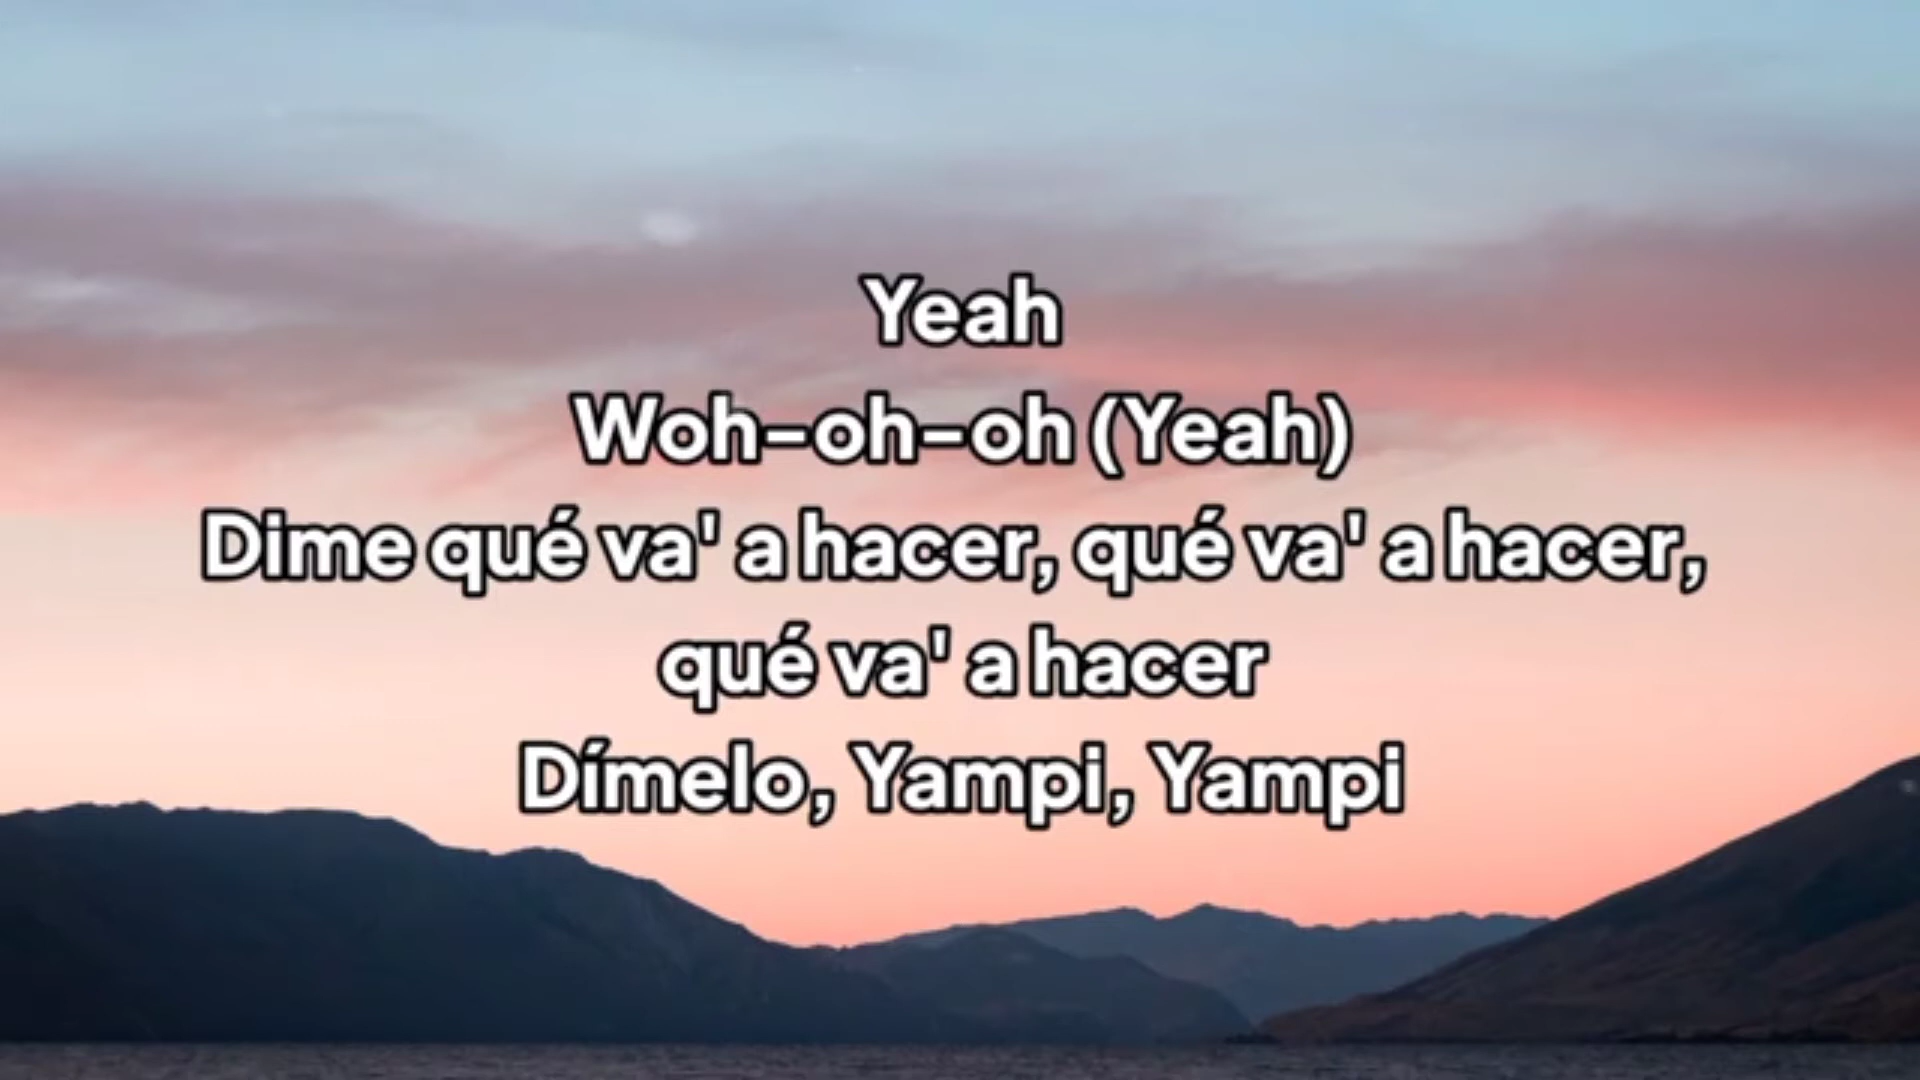 Yeah
Woh-oh-oh (Yeah)
Dime qué va' a hacer, qué va' a hacer,
qué va' a hacer
Dímelo, Yampi, Yampi